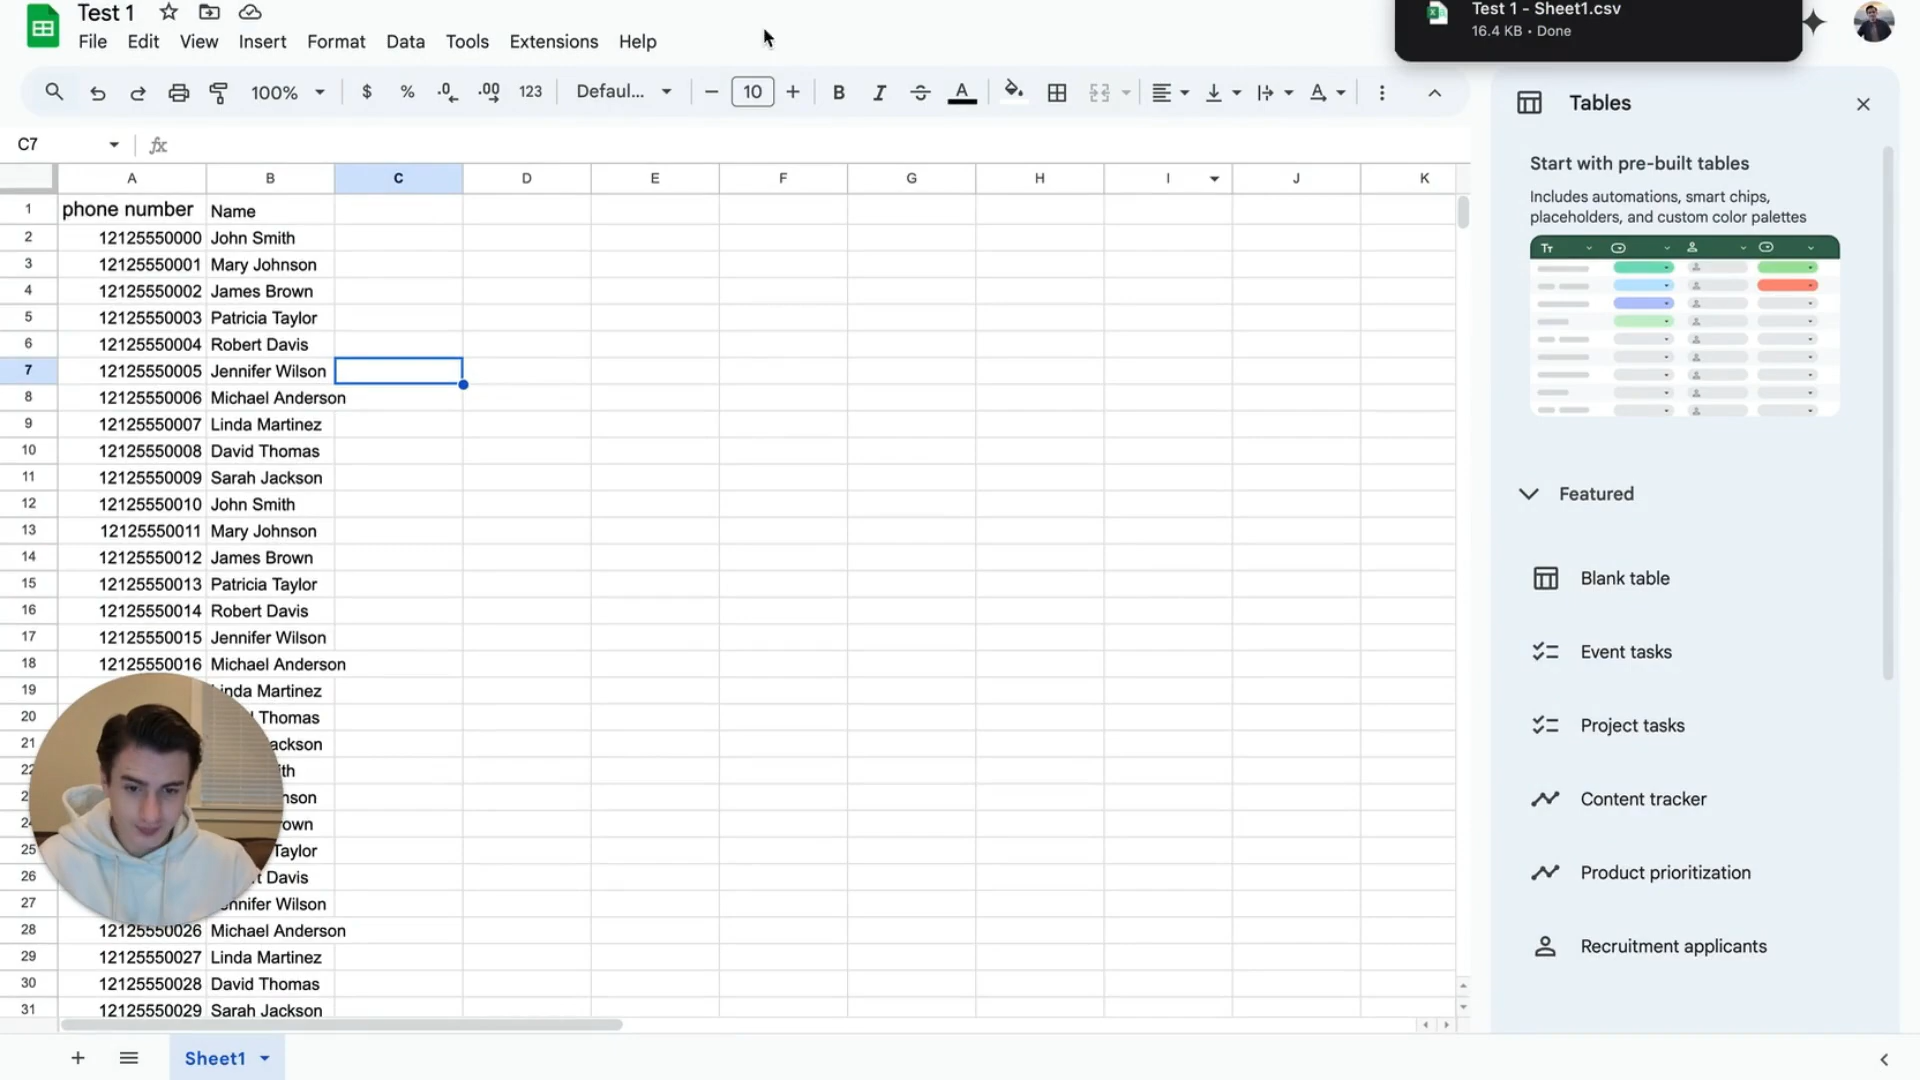 Test 1
File Edit View Insert Format Data Tools Extensions Help
Test 1 - Sheet1.csv
16.4 KB • Done
100% $ % .0 .00 123 Defaul... 10 B I S A
C7 fx
A B C D E F G H I J K
1 phone number Name
2 12125550000 John Smith
3 12125550001 Mary Johnson
4 12125550002 James Brown
5 12125550003 Patricia Taylor
6 12125550004 Robert Davis
7 12125550005 Jennifer Wilson
8 12125550006 Michael Anderson
9 12125550007 Linda Martinez
10 12125550008 David Thomas
11 12125550009 Sarah Jackson
12 12125550010 John Smith
13 12125550011 Mary Johnson
14 12125550012 James Brown
15 12125550013 Patricia Taylor
16 12125550014 Robert Davis
17 12125550015 Jennifer Wilson
18 12125550016 Michael Anderson
19 Martinez
20 Thomas
21
22
25 Taylor
26 Davis
27 Wilson
28 12125550026 Michael Anderson
29 12125550027 Linda Martinez
30 12125550028 David Thomas
31 12125550029 Sarah Jackson
Sheet1
Tables
Start with pre-built tables
Includes automations, smart chips,
placeholders, and custom color palettes
Tт
Featured
Blank table
Event tasks
Project tasks
Content tracker
Product prioritization
Recruitment applicants